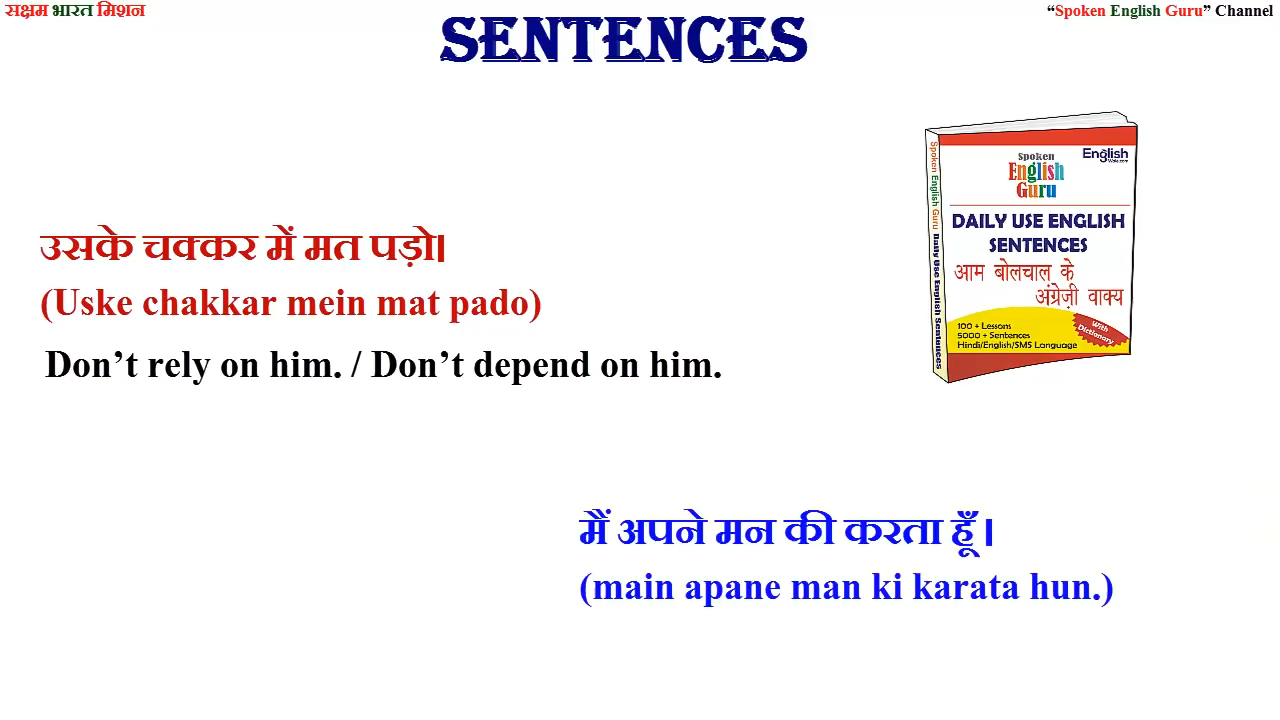 सक्षम भारत मिशन
“Spoken English Guru” Channel
SENTENCES
Spoken English Guru Daily Use English Sentences
Spoken
English
Guru
English
DAILY USE ENGLISH
SENTENCES
आम बोलचाल के
अंग्रेज़ी वाक्य
100 + Lessons
5000 + Sentences
Hindi/English/SMS Language
With
Dictionary
उसके चक्कर में मत पड़ो।
(Uske chakkar mein mat pado)
Don’t rely on him. / Don’t depend on him.
मैं अपने मन की करता हूँ।
(main apane man ki karata hun.)